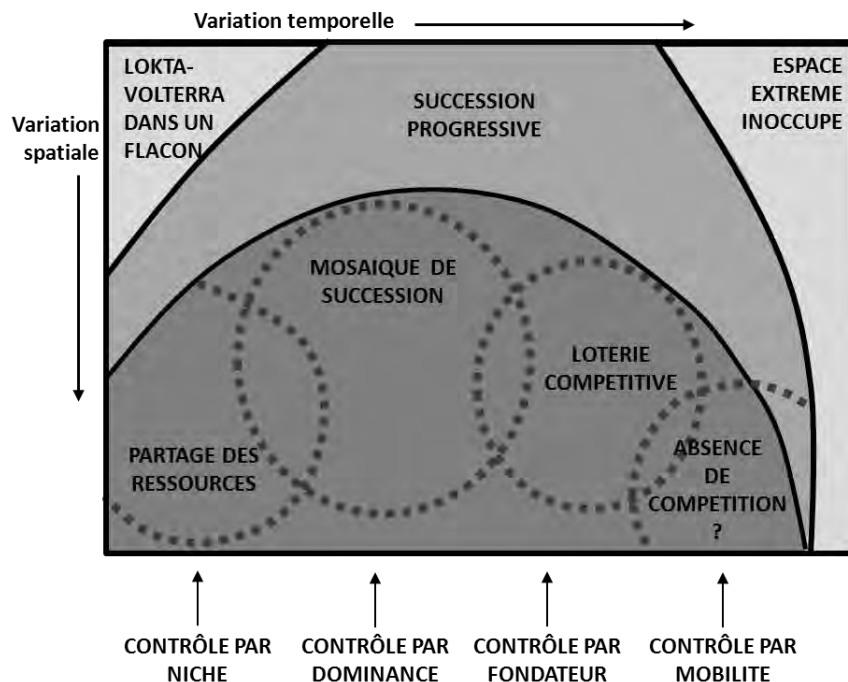 Variation temporelle
Variation
spatiale
LOKTA-
VOLTERRA
DANS UN
FLACON
SUCCESSION
PROGRESSIVE
ESPACE
EXTREME
INOCCUPE
MOSAIQUE DE
SUCCESSION
LOTERIE
COMPETITIVE
PARTAGE DES
RESSOURCES
ABSENCE
DE
COMPETITION
?
CONTRÔLE PAR
NICHE
CONTRÔLE PAR
DOMINANCE
CONTRÔLE PAR
FONDATEUR
CONTRÔLE PAR
MOBILITE